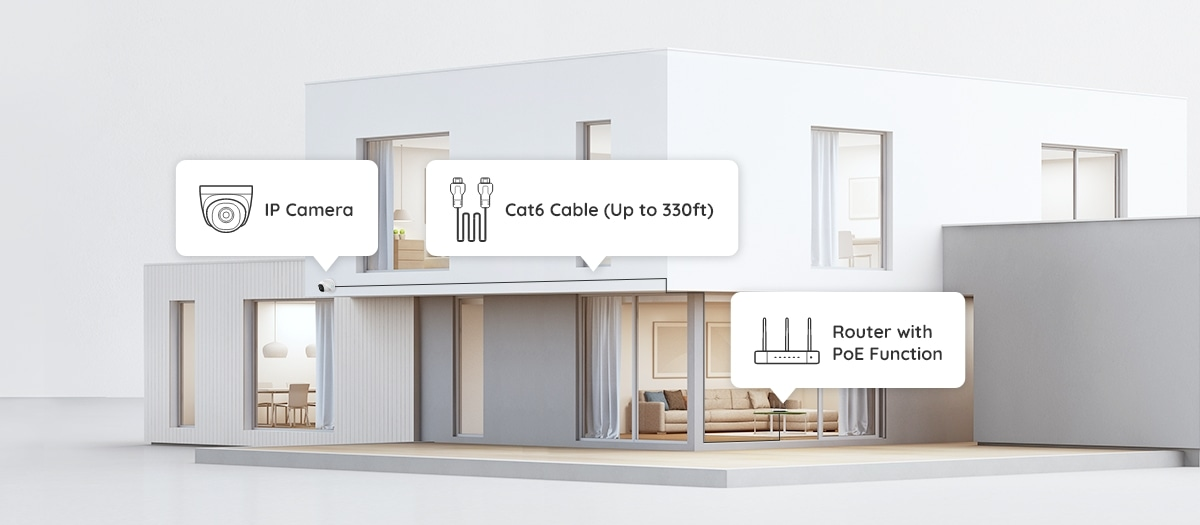 IP Camera
Cat6 Cable (Up to 330ft)
Router with
PoE Function